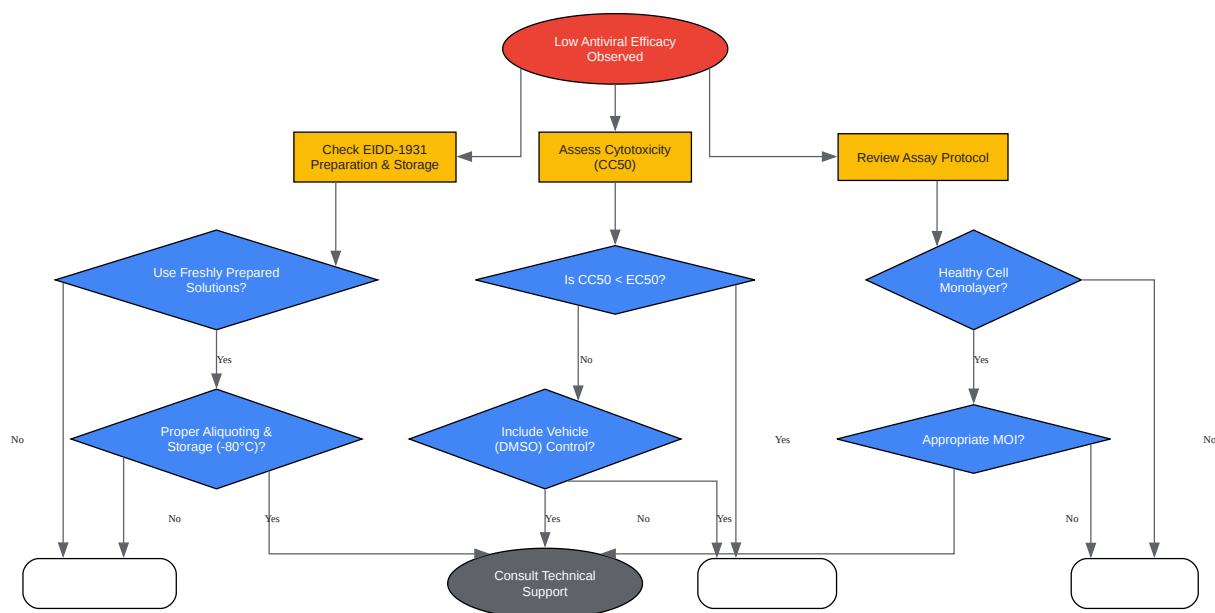 Low Antiviral Efficacy
Observed
Check EIDD-1931
Preparation & Storage
Assess Cytotoxicity
(CC50)
Review Assay Protocol
Use Freshly Prepared
Solutions?
Is CC50 < EC50?
Healthy Cell
Monolayer?
Yes
No
Yes
Proper Aliquoting &
Storage (-80°C)?
Include Vehicle
(DMSO) Control?
Appropriate MOI?
No
Yes
No
No
Yes
Yes
No
Yes
No
Consult Technical
Support